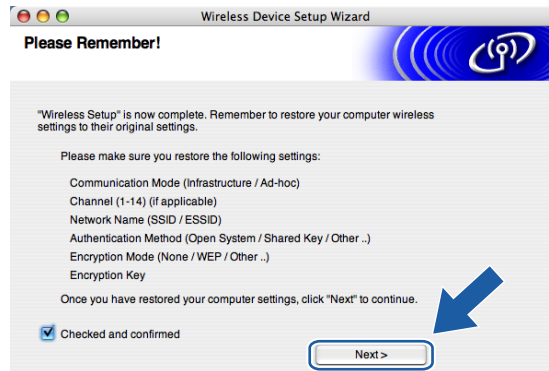 Wireless Device Setup Wizard
Please Remember!
"Wireless Setup" is now complete. Remember to restore your computer wireless
settings to their original settings.
Please make sure you restore the following settings:
Communication Mode (Infrastructure / Ad-hoc)
Channel (1-14) (if applicable)
Network Name (SSID / ESSID)
Authentication Method (Open System / Shared Key / Other ..)
Encryption Mode (None / WEP / Other ..)
Encryption Key
Once you have restored your computer settings, click "Next" to continue.
Checked and confirmed
Next >